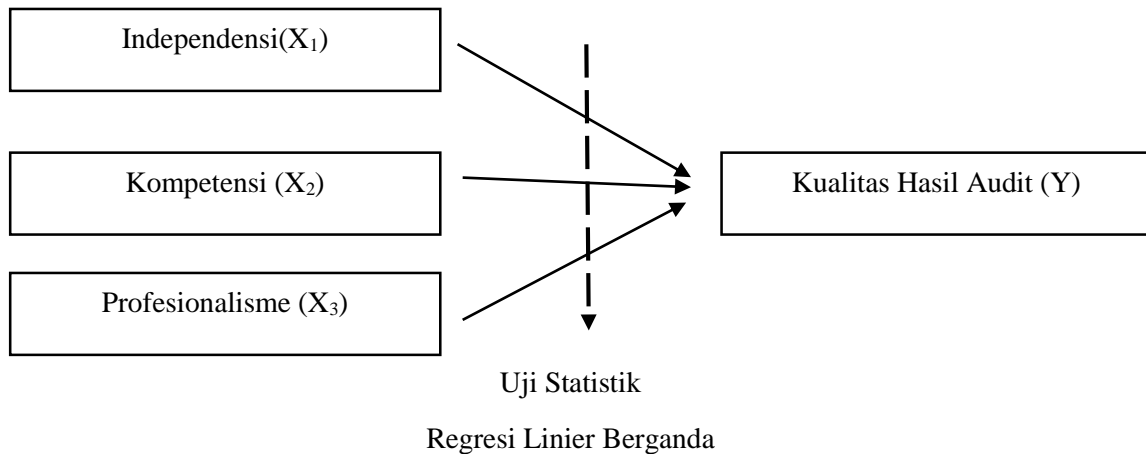 Independensi(X₁)
Kompetensi (X₂)
Kualitas Hasil Audit (Y)
Profesionalisme (X₃)
Uji Statistik
Regresi Linier Berganda